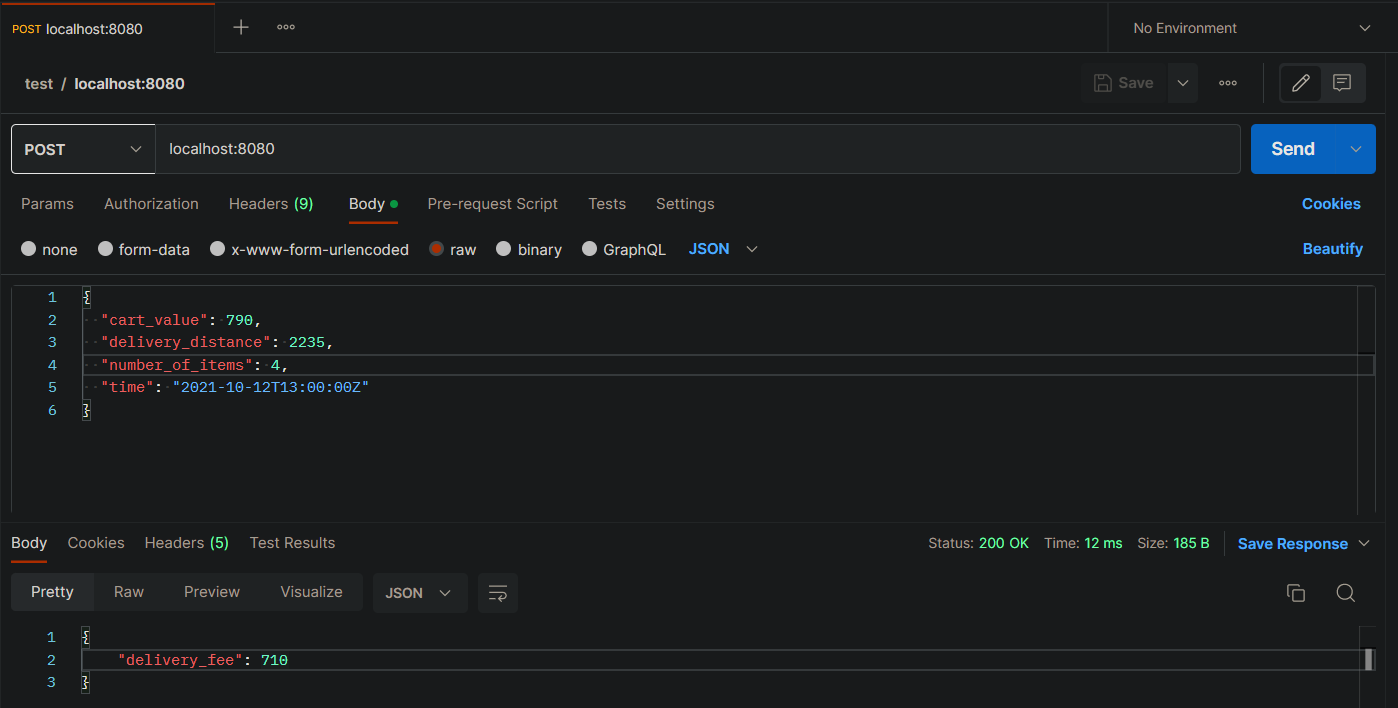 POST localhost:8080
No Environment
test / localhost:8080
Save
POST
localhost:8080
Send
Params Authorization Headers (9) Body Pre-request Script Tests Settings Cookies
none form-data x-www-form-urlencoded raw binary GraphQL JSON Beautify
1 {
2 "cart_value": 790,
3 "delivery_distance": 2235,
4 "number_of_items": 4,
5 "time": "2021-10-12T13:00:00Z"
6 }
Body Cookies Headers (5) Test Results Status: 200 OK Time: 12 ms Size: 185 B Save Response
Pretty Raw Preview Visualize JSON
1 {
2 "delivery_fee": 710
3 }